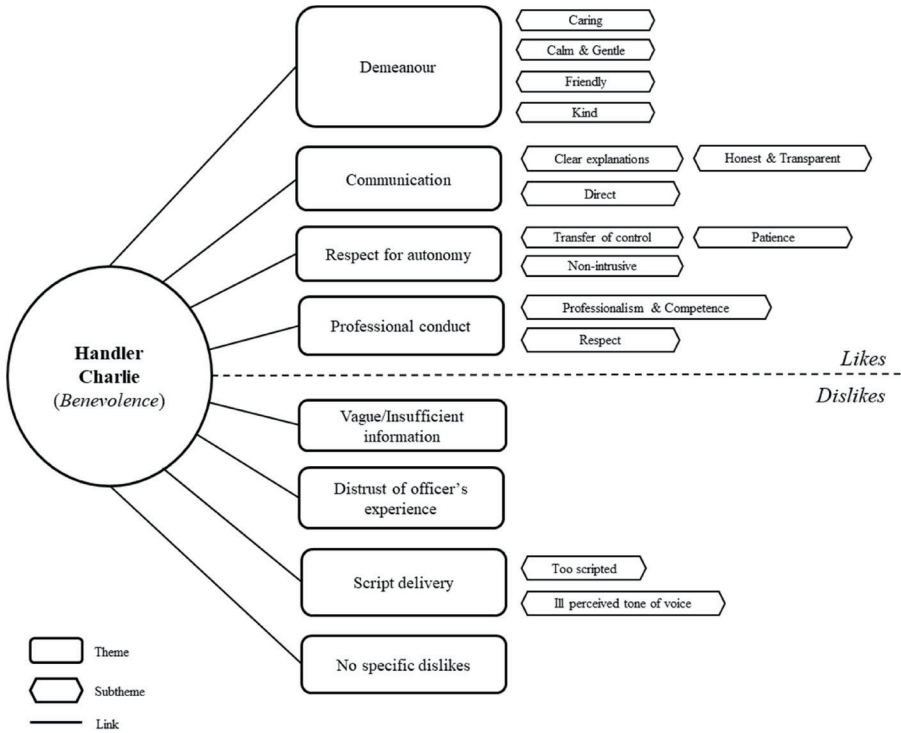 Demeanour
Caring
Calm & Gentle
Friendly
Kind
Communication
Clear explanations
Honest & Transparent
Direct
Respect for autonomy
Transfer of control
Patience
Non-intrusive
Professional conduct
Professionalism & Competence
Respect
Handler
Charlie
(Benevolence)
Likes
Dislikes
Vague/Insufficient
information
Distrust of officer's
experience
Script delivery
Too scripted
Ill perceived tone of voice
No specific dislikes
Theme
Subtheme
Link